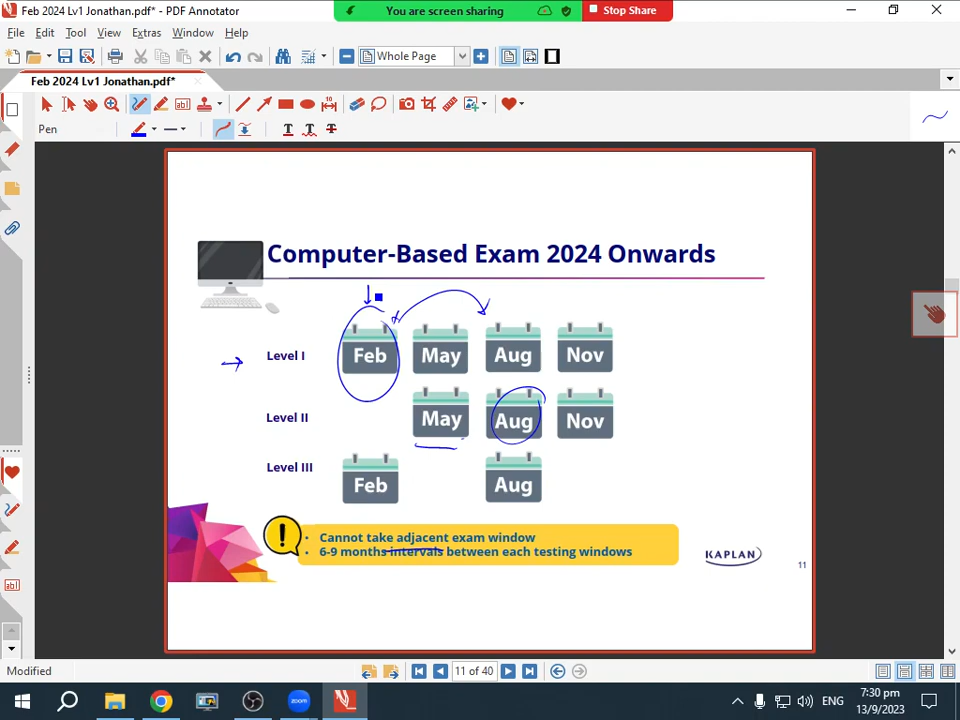 Feb 2024 Lv1 Jonathan.pdf* - PDF Annotator
You are screen sharing
Stop Share
File Edit Tool View Extras Window Help
Whole Page
Feb 2024 Lv1 Jonathan.pdf*
Pen
Computer-Based Exam 2024 Onwards
Level I Feb May Aug Nov
Level II May Aug Nov
Level III Feb Aug
! • Cannot take adjacent exam window
• 6-9 months intervals between each testing windows
KAPLAN
11
Modified
11 of 40
zoom
ENG
7:30 pm
13/9/2023